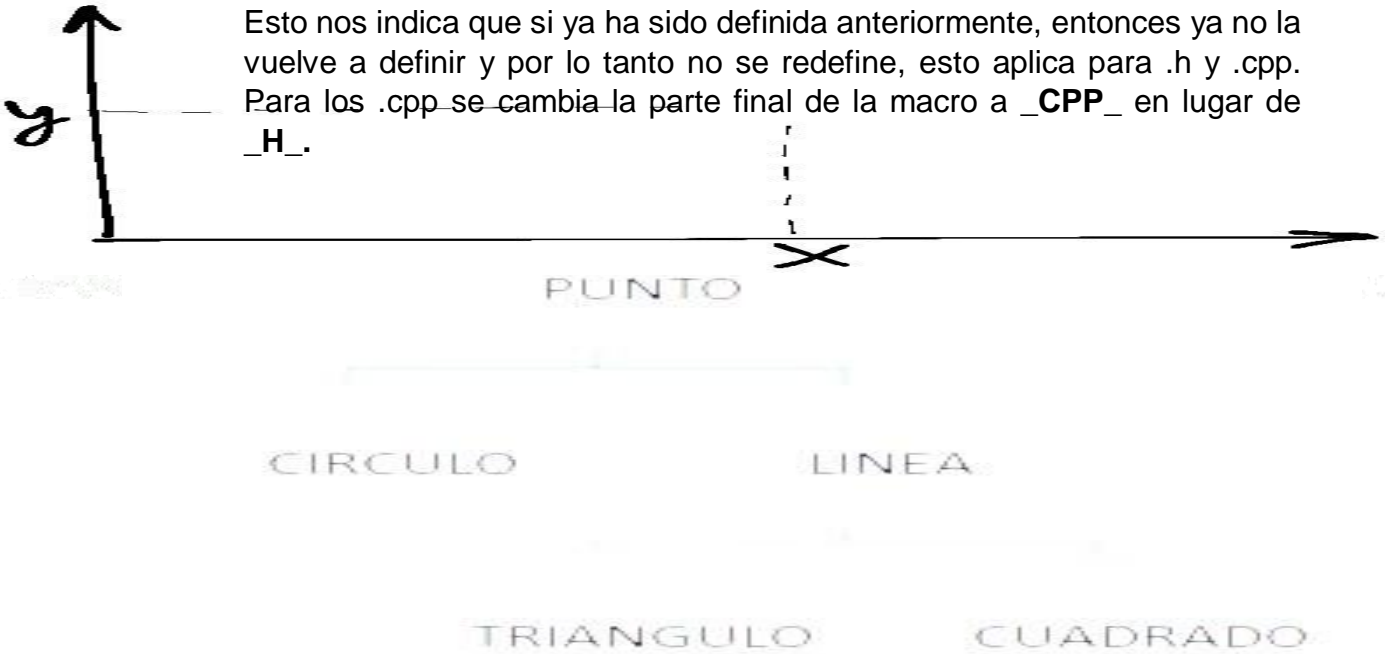 Esto nos indica que si ya ha sido definida anteriormente, entonces ya no la
vuelve a definir y por lo tanto no se redefine, esto aplica para .h y .cpp.
Para los .cpp se cambia la parte final de la macro a _CPP_ en lugar de
_H_.
y
X
PUNTO
CIRCULO LINEA
TRIANGULO CUADRADO